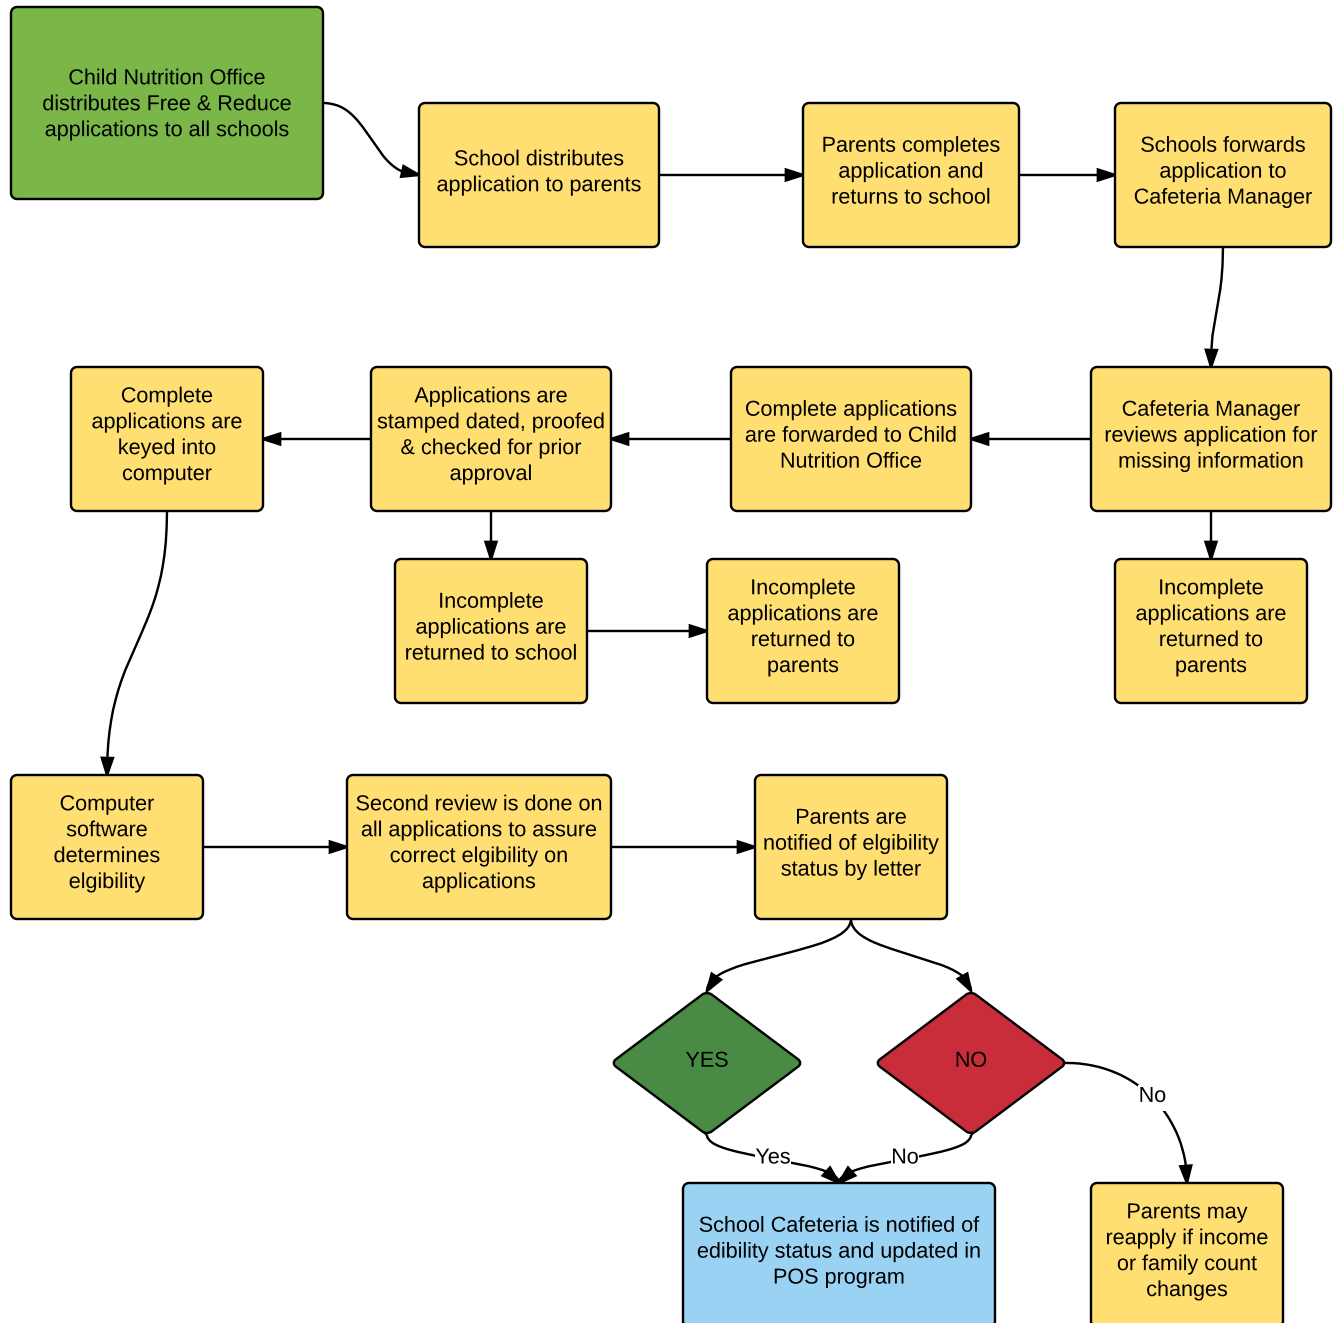 Child Nutrition Office
distributes Free & Reduce
applications to all schools
School distributes
application to parents
Parents completes
application and
returns to school
Schools forwards
application to
Cafeteria Manager
Cafeteria Manager
reviews application for
missing information
Complete applications
are forwarded to Child
Nutrition Office
Applications are
stamped dated, proofed
& checked for prior
approval
Complete
applications are
keyed into
computer
Incomplete
applications are
returned to school
Incomplete
applications are
returned to
parents
Incomplete
applications are
returned to
parents
Computer
software
determines
elgibility
Second review is done on
all applications to assure
correct elgibility on
applications
Parents are
notified of elgibility
status by letter
YES
NO
No
Yes
No
School Cafeteria is notified of
edibility status and updated in
POS program
Parents may
reapply if income
or family count
changes